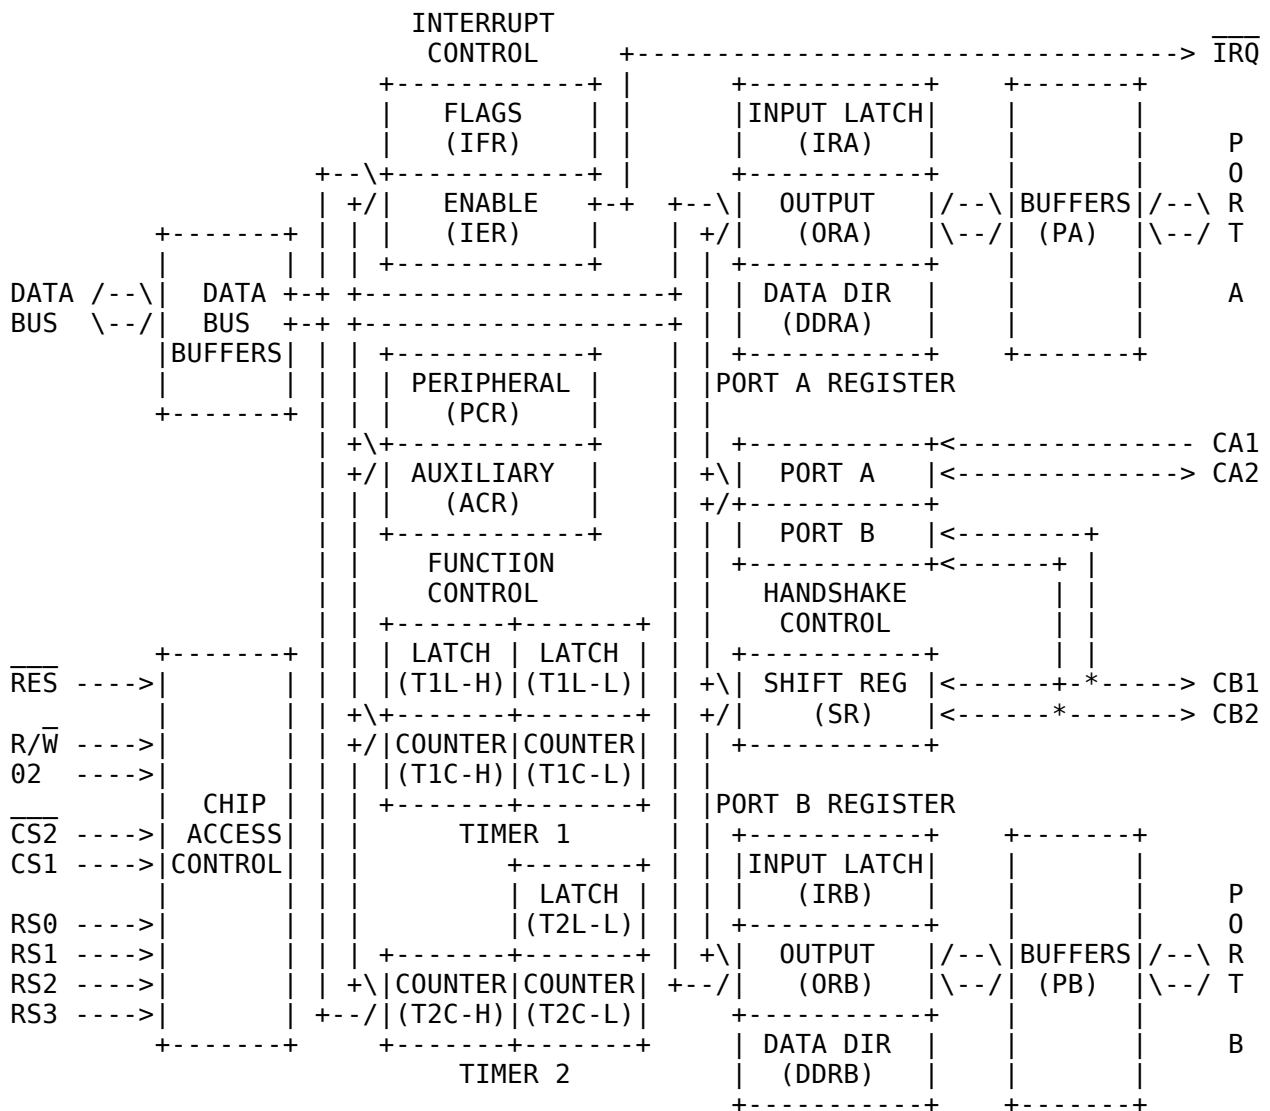 INTERRUPT
CONTROL IRQ
FLAGS INPUT LATCH
(IFR) (IRA) P
O
ENABLE OUTPUT BUFFERS R
(IER) (ORA) (PA) T
DATA DATA DATA DIR A
BUS BUS (DDRA)
BUFFERS
PERIPHERAL PORT A REGISTER
(PCR)
CA1
AUXILIARY PORT A CA2
(ACR)
PORT B
FUNCTION
CONTROL HANDSHAKE
CONTROL
LATCH LATCH
RES (T1L-H) (T1L-L) SHIFT REG CB1
(SR) CB2
R/W COUNTER COUNTER
02 (T1C-H) (T1C-L)
CHIP PORT B REGISTER
CS2 ACCESS TIMER 1
CS1 CONTROL INPUT LATCH
LATCH (IRB) P
RS0 (T2L-L) O
RS1 OUTPUT BUFFERS R
RS2 COUNTER COUNTER (ORB) (PB) T
RS3 (T2C-H) (T2C-L)
DATA DIR B
TIMER 2 (DDRB)